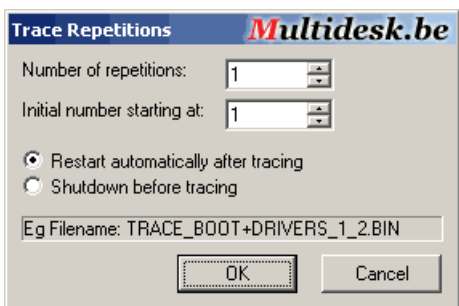 Trace Repetitions Multidesk.be
Number of repetitions: 1
Initial number starting at: 1
Restart automatically after tracing
Shutdown before tracing
Eg Filename: TRACE_BOOT+DRIVERS_1_2.BIN
OK Cancel